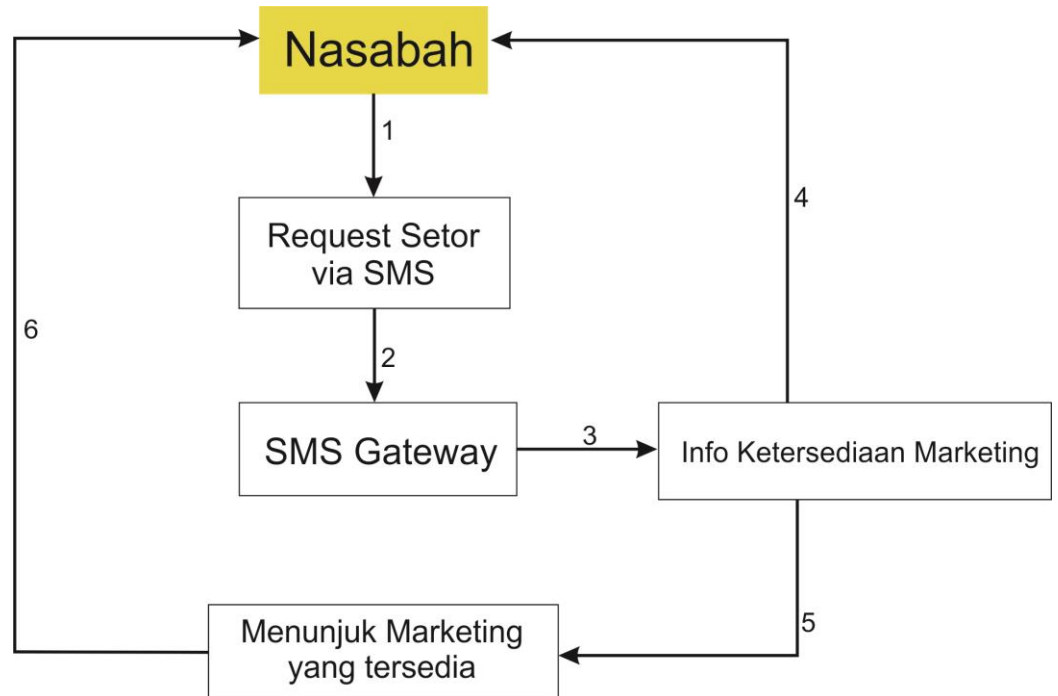 Nasabah
1
Request Setor
via SMS
2
SMS Gateway
3
Info Ketersediaan Marketing
4
5
Menunjuk Marketing
yang tersedia
6